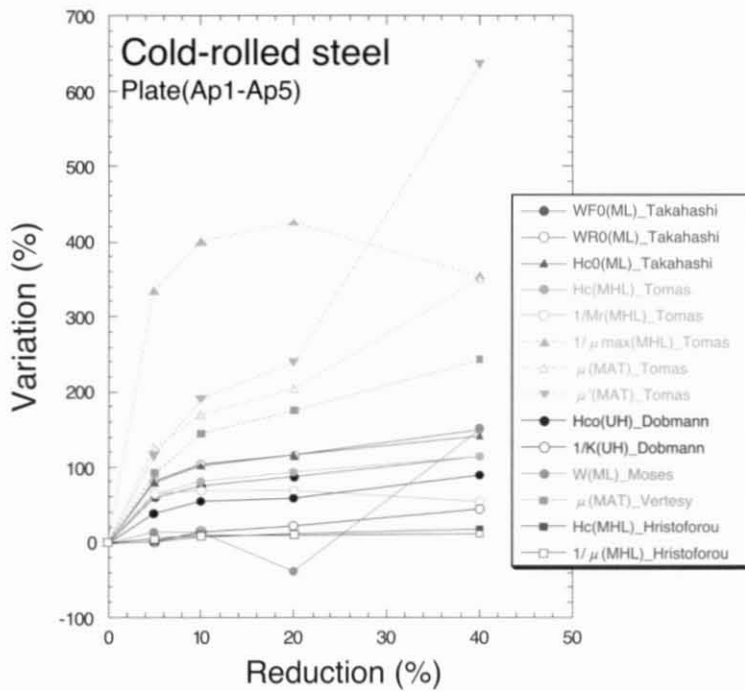 700
600
500
400
300
200
100
0
-100
Variation (%)
Cold-rolled steel
Plate(Ap1-Ap5)
0 10 20 30 40 50
Reduction (%)
WF0(ML)_Takahashi
WR0(ML)_Takahashi
Hc0(ML)_Takahashi
Hc(MHL)_Tomas
1/Mr(MHL)_Tomas
1/μmax(MHL)_Tomas
μ(MAT)_Tomas
μ'(MAT)_Tomas
Hco(UH)_Dobmann
1/K(UH)_Dobmann
W(ML)_Moses
μ(MAT)_Vertesy
Hc(MHL)_Hristoforou
1/μ(MHL)_Hristoforou